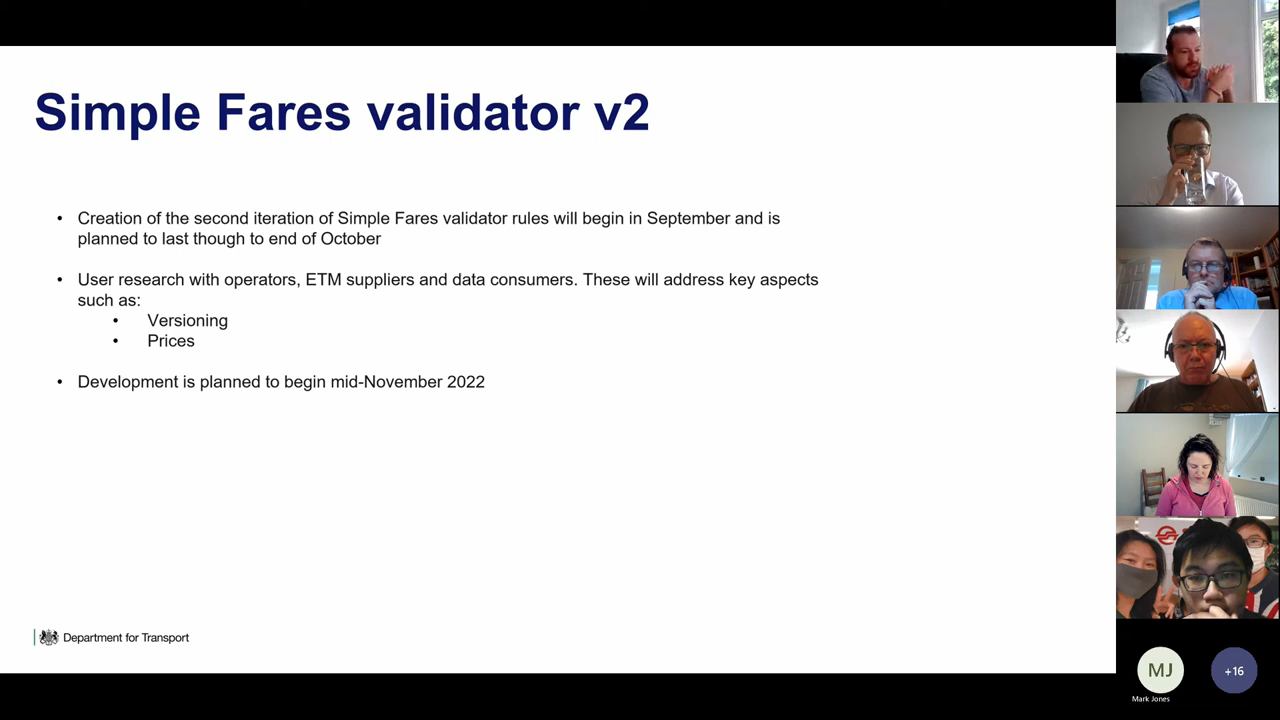 Simple Fares validator v2
• Creation of the second iteration of Simple Fares validator rules will begin in September and is
planned to last though to end of October
• User research with operators, ETM suppliers and data consumers. These will address key aspects
such as:
• Versioning
• Prices
• Development is planned to begin mid-November 2022
Department for Transport
MJ
Mark Jones
+16